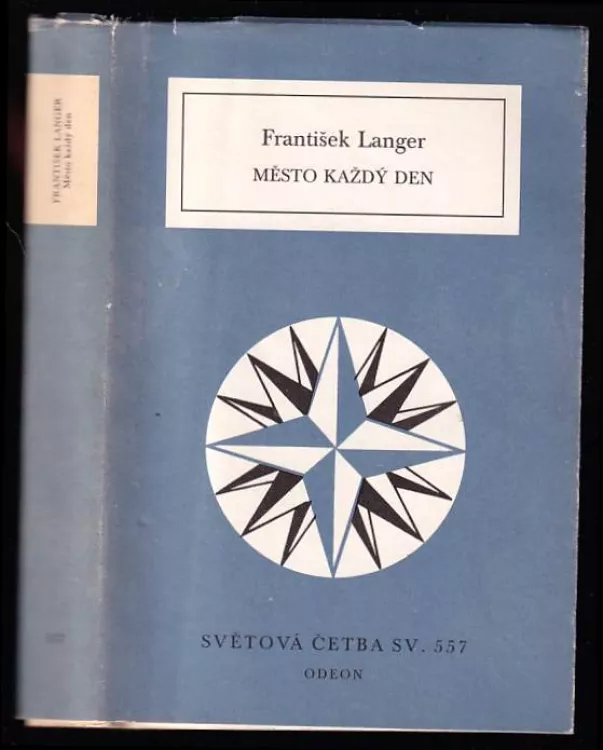 FRANTIŠEK LANGER
Město každý den
František Langer
MĚSTO KAŽDÝ DEN
SVĚTOVÁ ČETBA SV. 557
ODEON